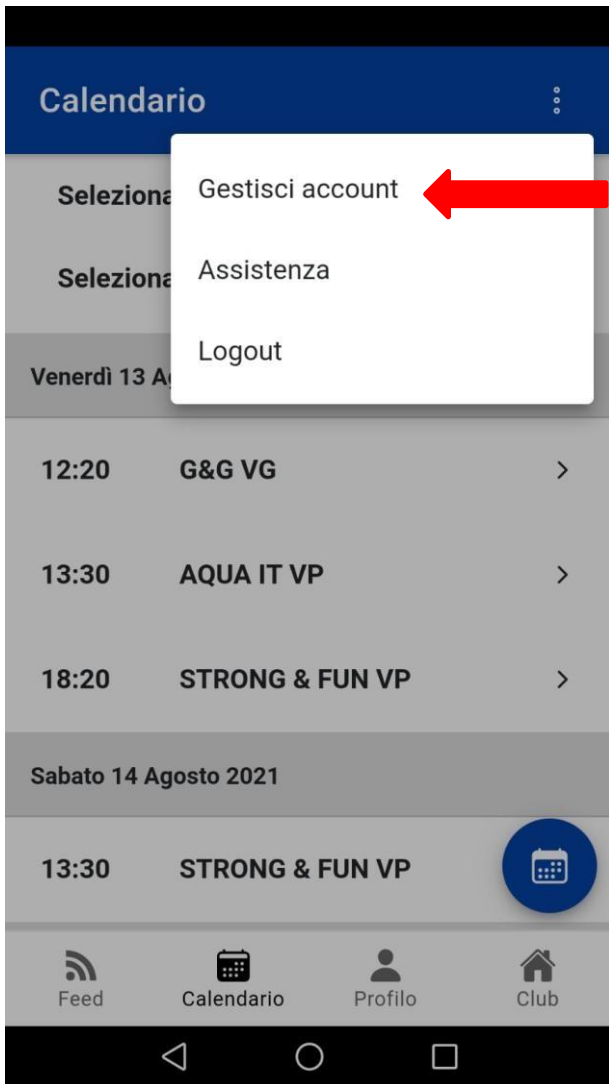 Calendario
Gestisci account
Seleziona
Assistenza
Seleziona
Logout
Venerdì 13 A
12:20 G&G VG
13:30 AQUA IT VP
18:20 STRONG & FUN VP
Sabato 14 Agosto 2021
13:30 STRONG & FUN VP
Feed Calendario Profilo Club